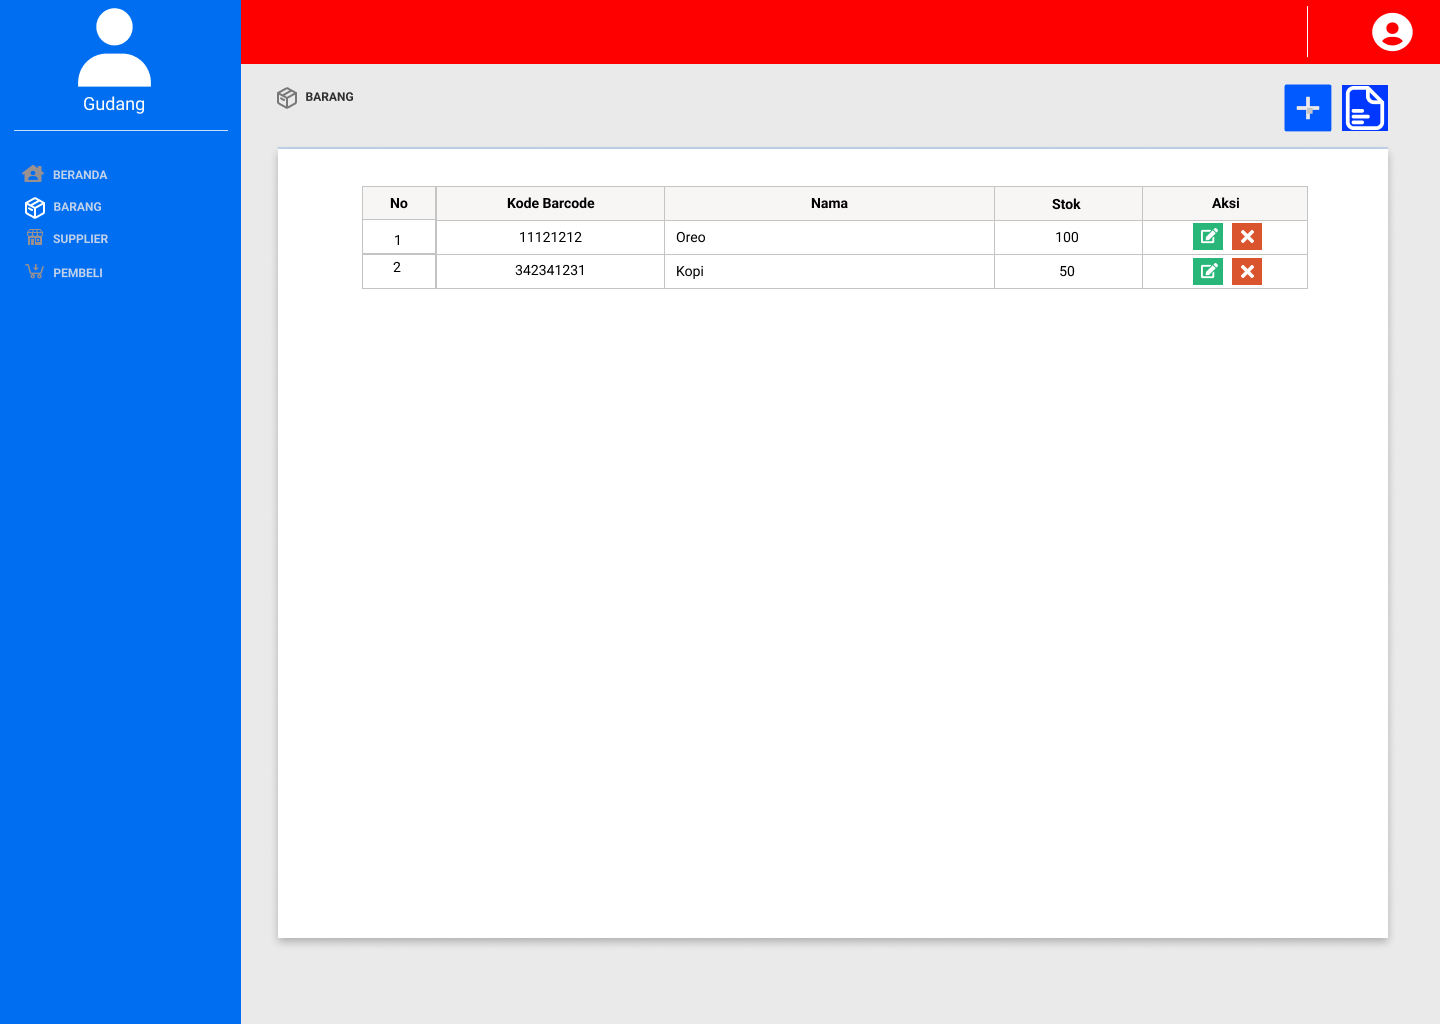 Gudang
BERANDA
BARANG
SUPPLIER
PEMBELI
BARANG
No Kode Barcode Nama Stok Aksi
1 11121212 Oreo 100
2 342341231 Kopi 50